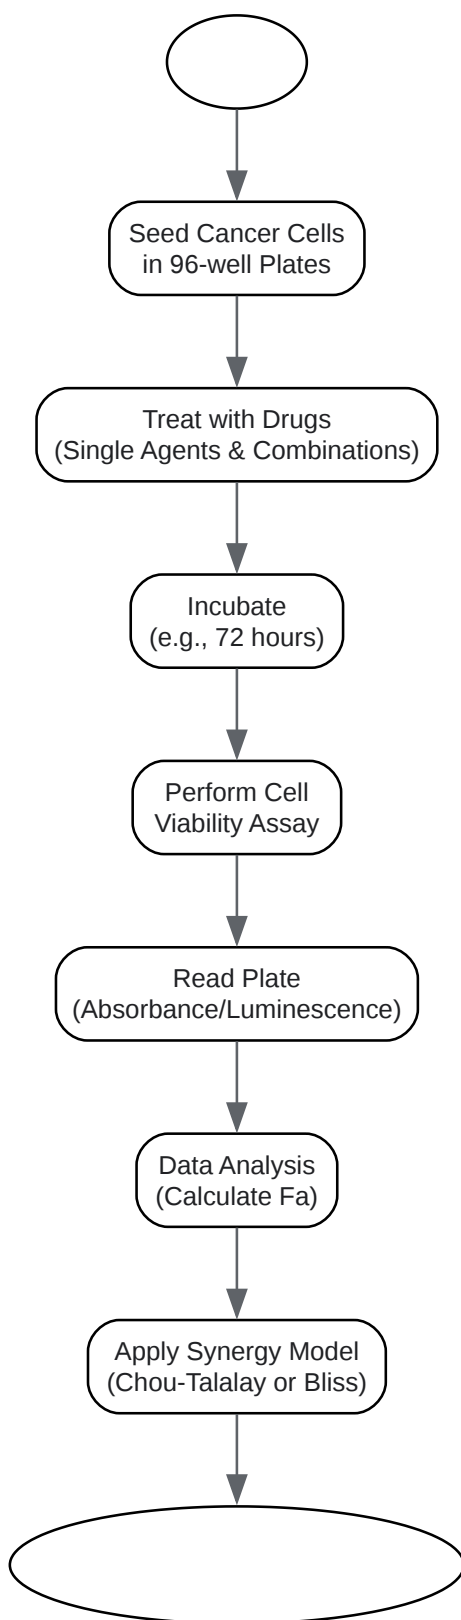 Seed Cancer Cells
in 96-well Plates
Treat with Drugs
(Single Agents & Combinations)
Incubate
(e.g., 72 hours)
Perform Cell
Viability Assay
Read Plate
(Absorbance/Luminescence)
Data Analysis
(Calculate Fa)
Apply Synergy Model
(Chou-Talalay or Bliss)